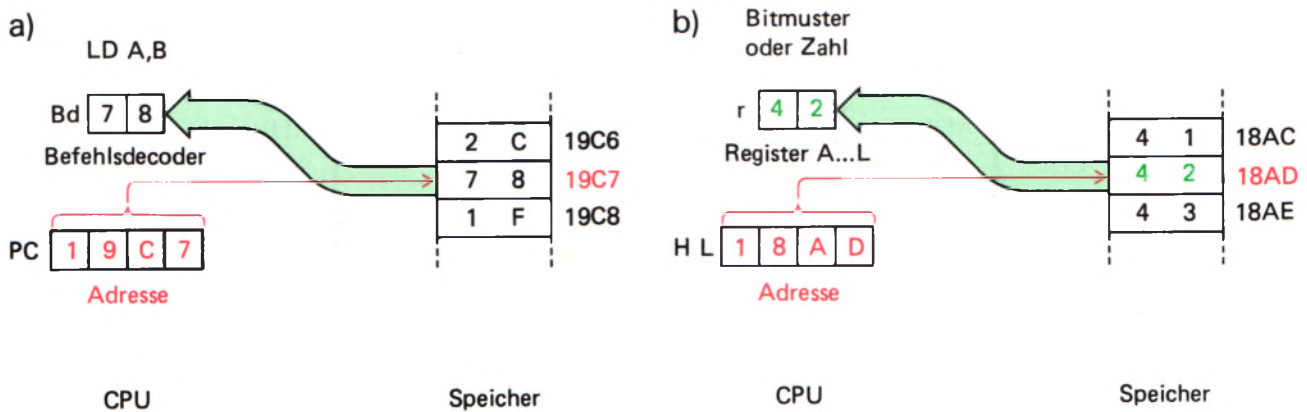 a)
LD A,B
Bd 7 8
Befehlsdecoder
2 C 19C6
7 8 19C7
1 F 19C8
PC 1 9 C 7
Adresse
CPU Speicher
b)
Bitmuster
oder Zahl
r 4 2
Register A...L
4 1 18AC
4 2 18AD
4 3 18AE
H L 1 8 A D
Adresse
CPU Speicher